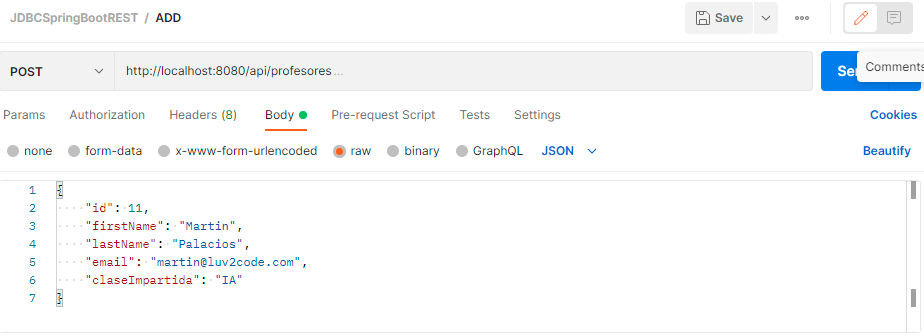 JDBCSpringBootREST / ADD
Save
POST
http://localhost:8080/api/profesores ...
Comments
Params Authorization Headers (8) Body Pre-request Script Tests Settings Cookies
none form-data x-www-form-urlencoded raw binary GraphQL JSON Beautify
1 {
2 "id": 11,
3 "firstName": "Martin",
4 "lastName": "Palacios",
5 "email": "martin@luv2code.com",
6 "claseImpartida": "IA"
7 }